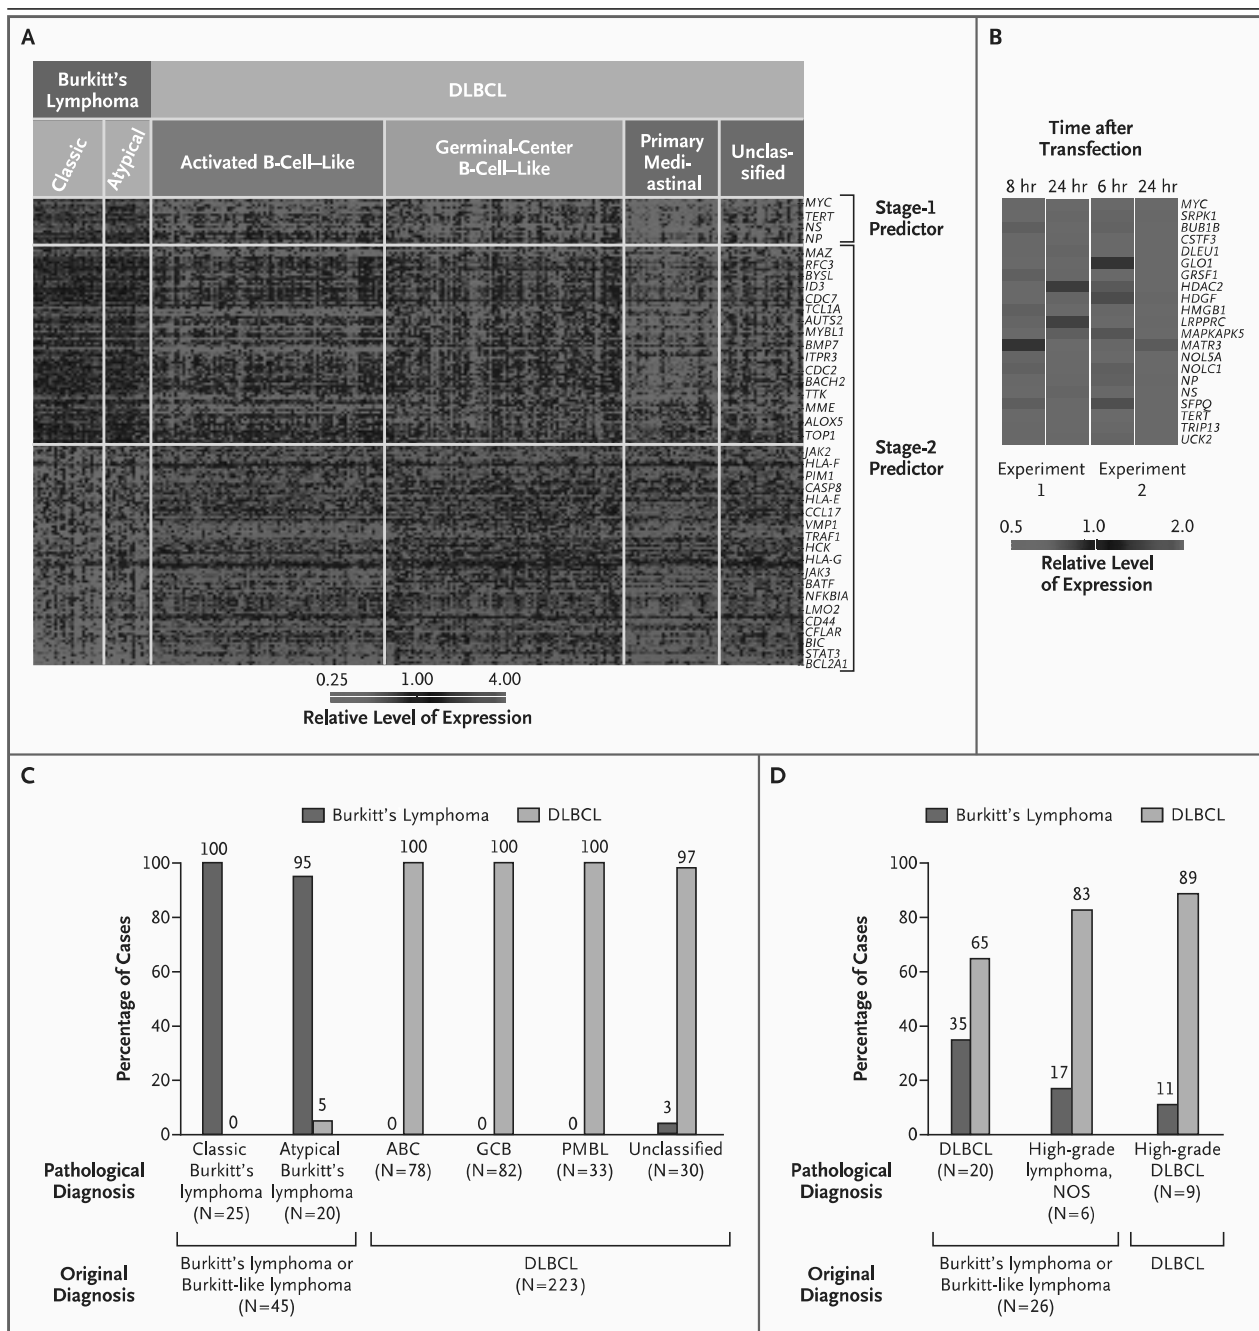 A
Burkitt's
Lymphoma
DLBCL
Classic
Atypical
Activated B-Cell–Like
Germinal-Center
B-Cell–Like
Primary
Medi-
astinal
Unclas-
sified
MYC
TERT
NS
NP
Stage-1
Predictor
MAZ
RFC3
BYSL
ID3
CDC7
TCL1A
AUTS2
MYBL1
BMP7
ITPR3
CDC2
BACH2
TTK
MME
ALOX5
TOP1
JAK2
HLA-F
PIM1
CASP8
HLA-E
CCL17
VMP1
TRAF1
HCK
HLA-G
JAK3
BATF
NFKBIA
LMO2
CD44
CFLAR
BIC
STAT3
BCL2A1
Stage-2
Predictor
0.25 1.00 4.00
Relative Level of Expression
B
Time after
Transfection
8 hr 24 hr 6 hr 24 hr
MYC
SRPK1
BUB1B
CSTF3
DLEU1
GLO1
GRSF1
HDAC2
HDGF
HMGB1
LRPPRC
MAPKAPK5
MATR3
NOL5A
NOLC1
NP
NS
SFPQ
TERT
TRIP13
UCK2
Experiment
1
Experiment
2
0.5 1.0 2.0
Relative Level
of Expression
C
Burkitt's Lymphoma DLBCL
Percentage of Cases
100
80
60
40
20
0
100 0 95 5 0 100 0 100 0 100 3 97
Pathological
Diagnosis
Classic
Burkitt's
lymphoma
(N=25)
Atypical
Burkitt's
lymphoma
(N=20)
ABC
(N=78)
GCB
(N=82)
PMBL
(N=33)
Unclassified
(N=30)
Original
Diagnosis
Burkitt's lymphoma or
Burkitt-like lymphoma
(N=45)
DLBCL
(N=223)
D
Burkitt's Lymphoma DLBCL
Percentage of Cases
100
80
60
40
20
0
35 65 17 83 11 89
Pathological
Diagnosis
DLBCL
(N=20)
High-grade
lymphoma,
NOS
(N=6)
High-grade
DLBCL
(N=9)
Original
Diagnosis
Burkitt's lymphoma or
Burkitt-like lymphoma
(N=26)
DLBCL